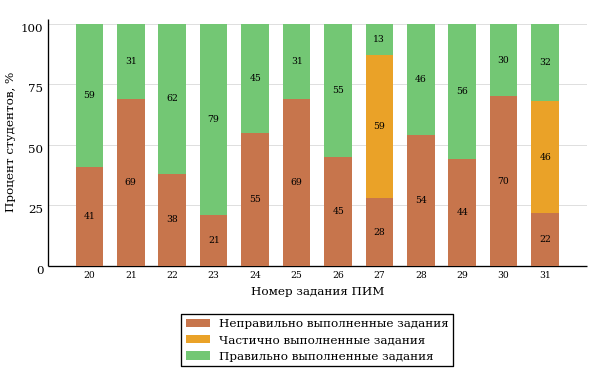 Процент студентов, %
100
75
50
25
0
59 31 62 79 45 31 55 13 46 56 30 32
59 46
41 69 38 21 55 69 45 28 54 44 70 22
20 21 22 23 24 25 26 27 28 29 30 31
Номер задания ПИМ
Неправильно выполненные задания
Частично выполненные задания
Правильно выполненные задания